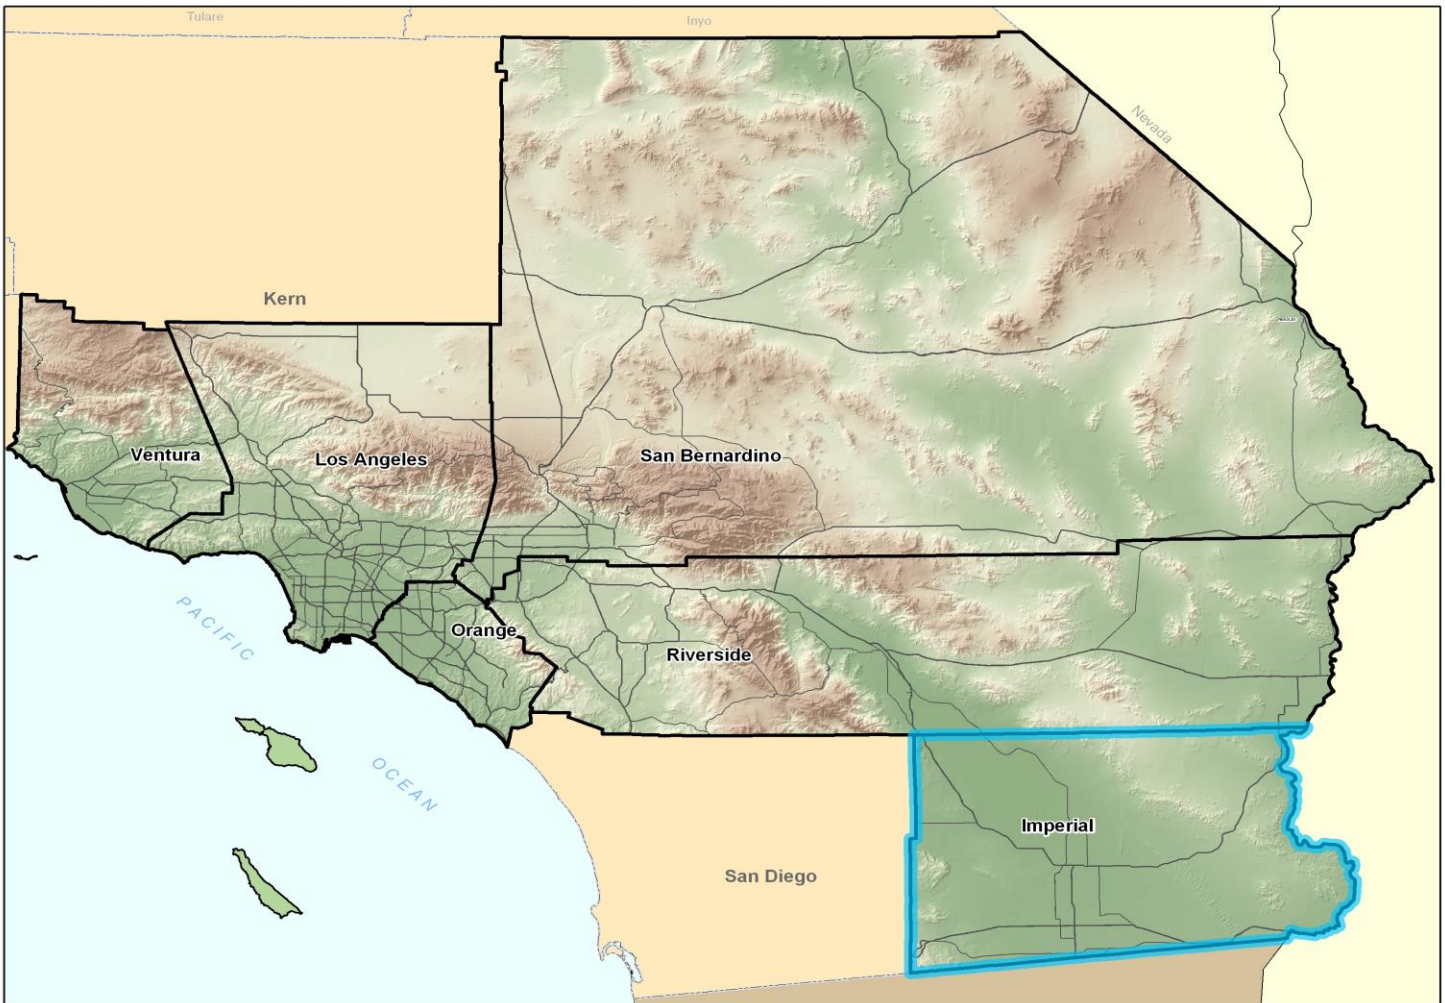 Tulare
Inyo
Nevada
Kern
Ventura
Los Angeles
San Bernardino
PACIFIC
Orange
Riverside
OCEAN
Imperial
San Diego